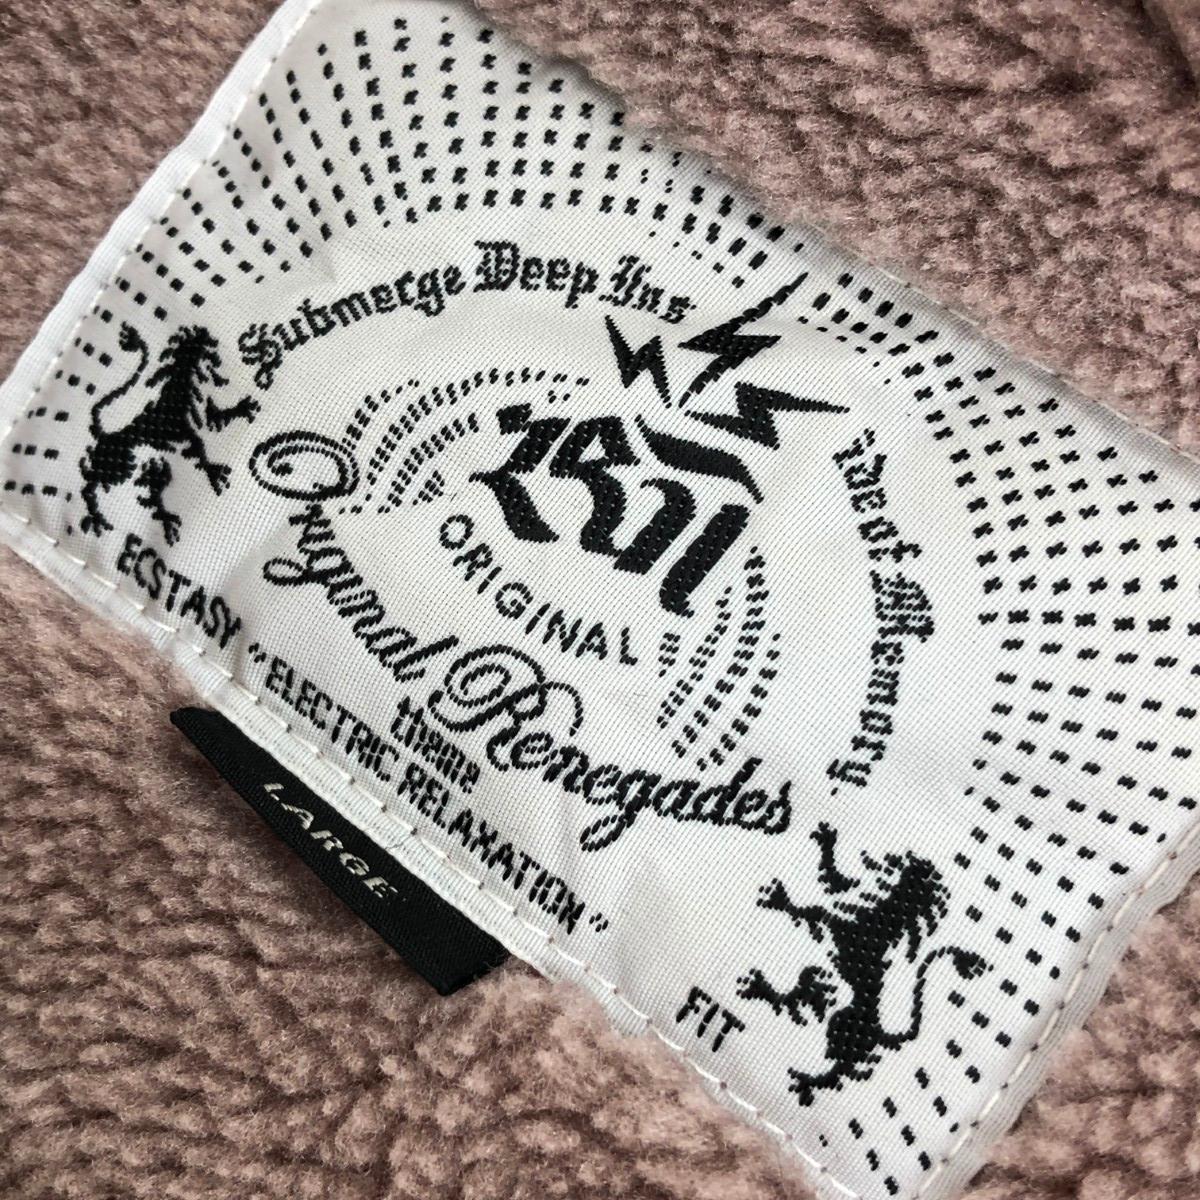 Submerge Deep Ins
ide of Memory
ORIGINAL
Original Renegades
theme
ECSTASY "ELECTRIC RELAXATION" FIT
LARGE